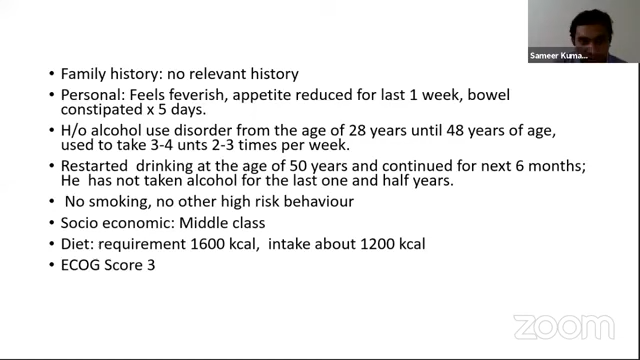 Sameer Kuma...
• Family history: no relevant history
• Personal: Feels feverish, appetite reduced for last 1 week, bowel
constipated x 5 days.
• H/o alcohol use disorder from the age of 28 years until 48 years of age,
used to take 3-4 unts 2-3 times per week.
• Restarted drinking at the age of 50 years and continued for next 6 months;
He has not taken alcohol for the last one and half years.
• No smoking, no other high risk behaviour
• Socio economic: Middle class
• Diet: requirement 1600 kcal, intake about 1200 kcal
• ECOG Score 3
zoom